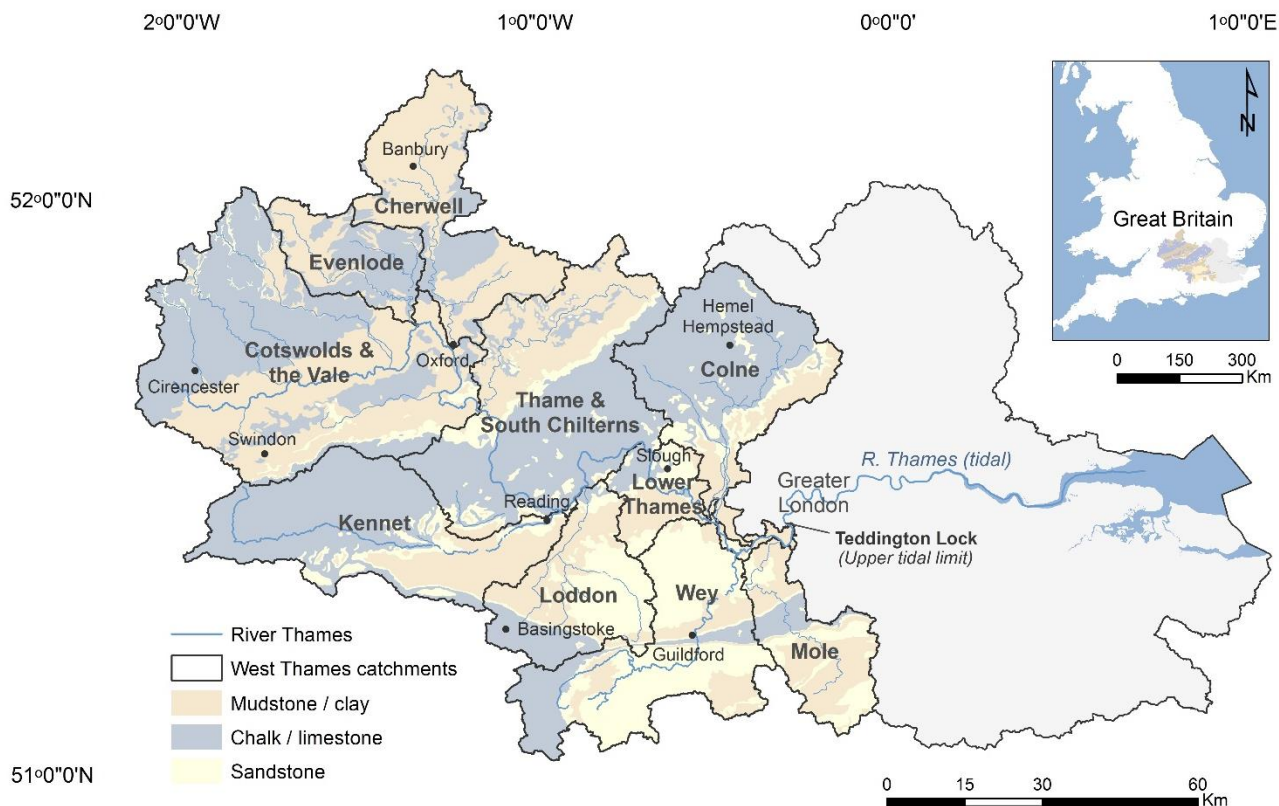 2o0'0"W
1o0'0"W
0o0'0"
1o0'0"E
52o0'0"N
51o0'0"N
N
Great Britain
0 150 300
Km
Banbury
Cherwell
Evenlode
Hemel
Hempstead
Colne
Cotswolds &
the Vale
Oxford
Cirencester
Thame &
South Chilterns
Swindon
Slough
Lower
Thames
R. Thames (tidal)
Greater
London
Reading
Kennet
Teddington Lock
(Upper tidal limit)
Loddon
Wey
Basingstoke
Guildford
Mole
River Thames
West Thames catchments
Mudstone / clay
Chalk / limestone
Sandstone
0 15 30 60
Km